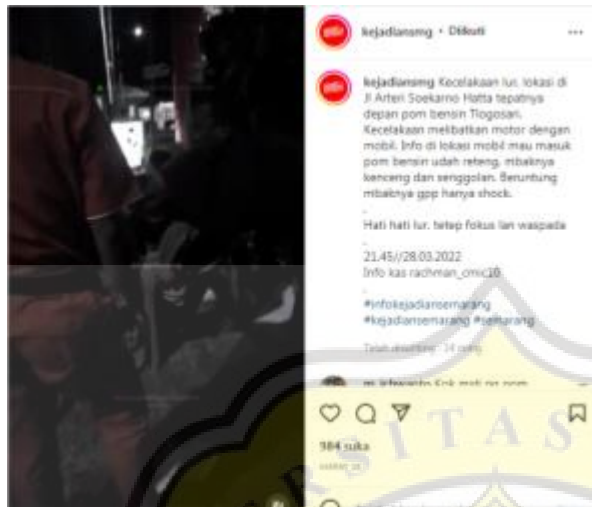 kejadiansmg • Diikuti
kejadiansmg Kecelakaan lur, lokasi di
Jl Arteri Soekarno Hatta tepatnya
depan pom bensin Tlogosari.
Kecelakaan melibatkan motor dengan
mobil. Info di lokasi mobil mau masuk
pom bensin udah reteng, mbaknya
kenceng dan senggolan. Beruntung
mbaknya gpp hanya shock.
.
Hati hati lur, tetep fokus lan waspada
.
21.45//28.03.2022
Info kas rachman_cmic10
.
#infokejadiansemarang
#kejadiansemarang #semarang
984 suka
SITAS